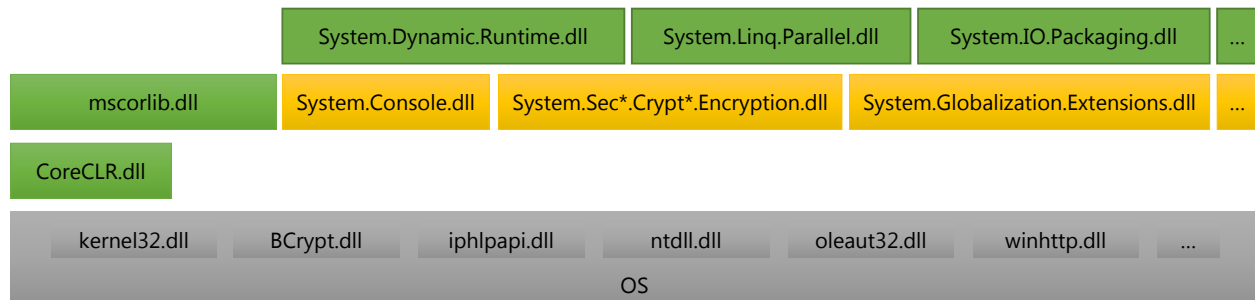 System.Dynamic.Runtime.dll System.Linq.Parallel.dll System.IO.Packaging.dll ...
mscorlib.dll System.Console.dll System.Sec*.Crypt*.Encryption.dll System.Globalization.Extensions.dll ...
CoreCLR.dll
kernel32.dll BCrypt.dll iphlpapi.dll ntdll.dll oleaut32.dll winhttp.dll ...
OS